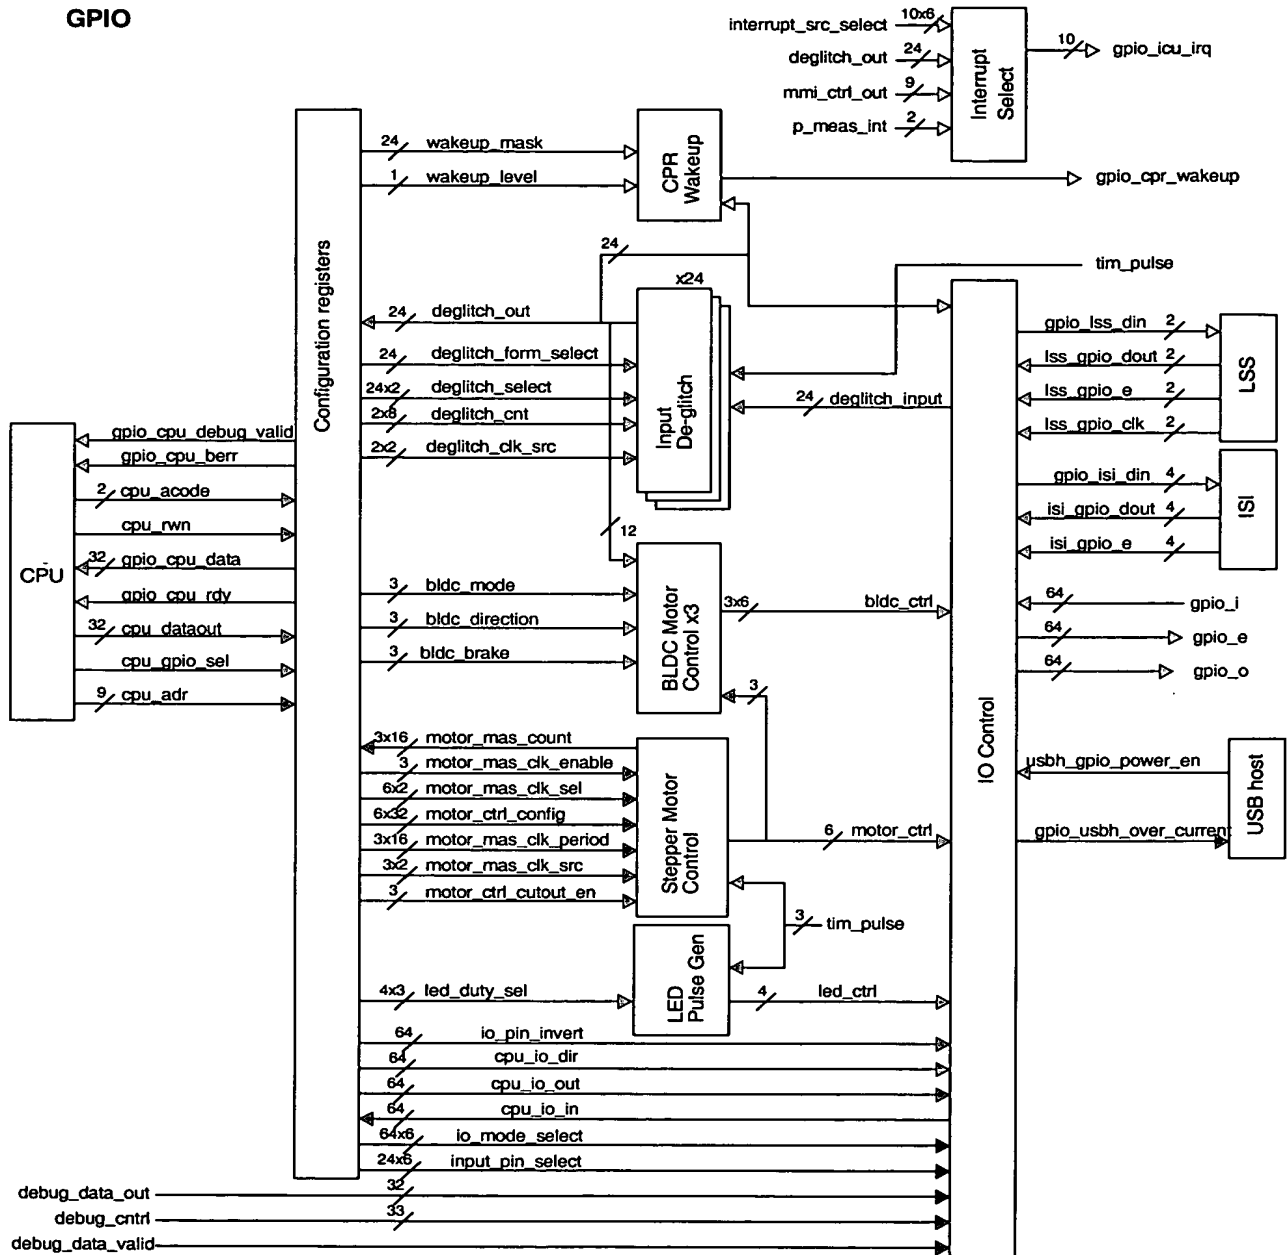 GPIO
interrupt_src_select 10x6
deglitch_out 24
mmi_ctrl_out 9
p_meas_int 2
Interrupt
Select
10 gpio_icu_irq
Configuration registers
24 wakeup_mask
1 wakeup_level
CPR
Wakeup
gpio_cpr_wakeup
24
tim_pulse
x24
24 deglitch_out
24 deglitch_form_select
24x2 deglitch_select
2x8 deglitch_cnt
2x2 deglitch_clk_src
Input
De-glitch
24 deglitch_input
12
CPU
gpio_cpu_debug_valid
gpio_cpu_berr
2 cpu_acode
cpu_rwn
32 gpio_cpu_data
gpio_cpu_rdy
32 cpu_dataout
cpu_gpio_sel
9 cpu_adr
3 bldc_mode
3 bldc_direction
3 bldc_brake
BLDC Motor
Control x3
3x6 bldc_ctrl
3
3x16 motor_mas_count
3 motor_mas_clk_enable
6x2 motor_mas_clk_sel
6x32 motor_ctrl_config
3x16 motor_mas_clk_period
3x2 motor_mas_clk_src
3 motor_ctrl_cutout_en
Stepper Motor
Control
6 motor_ctrl
3 tim_pulse
4x3 led_duty_sel
LED
Pulse Gen
4 led_ctrl
64 io_pin_invert
64 cpu_io_dir
64 cpu_io_out
64 cpu_io_in
64x6 io_mode_select
24x6 input_pin_select
debug_data_out 32
debug_cntrl 33
debug_data_valid
IO Control
gpio_lss_din 2
lss_gpio_dout 2
lss_gpio_e 2
lss_gpio_clk 2
LSS
gpio_isi_din 4
isi_gpio_dout 4
isi_gpio_e 4
ISI
64 gpio_i
64 gpio_e
64 gpio_o
usbh_gpio_power_en
gpio_usbh_over_current
USB host